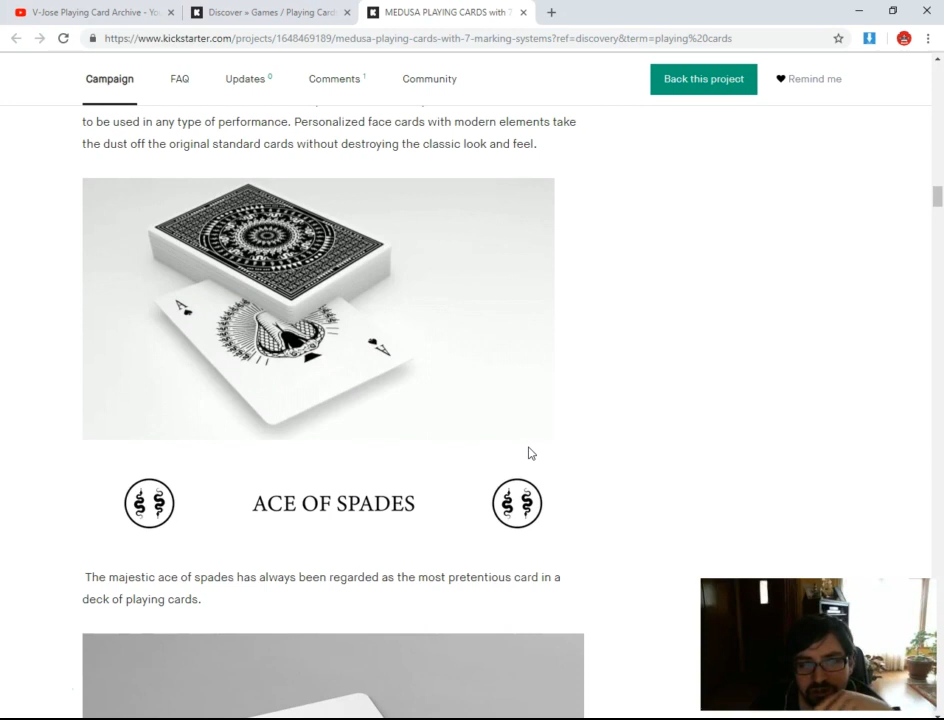 V-Jose Playing Card Archive - Yo
Discover » Games / Playing Card
MEDUSA PLAYING CARDS with 7
https://www.kickstarter.com/projects/1648469189/medusa-playing-cards-with-7-marking-systems?ref=discovery&term=playing%20cards
Campaign
FAQ
Updates 0
Comments 1
Community
Back this project
Remind me
to be used in any type of performance. Personalized face cards with modern elements take
the dust off the original standard cards without destroying the classic look and feel.
A
A
ACE OF SPADES
The majestic ace of spades has always been regarded as the most pretentious card in a
deck of playing cards.